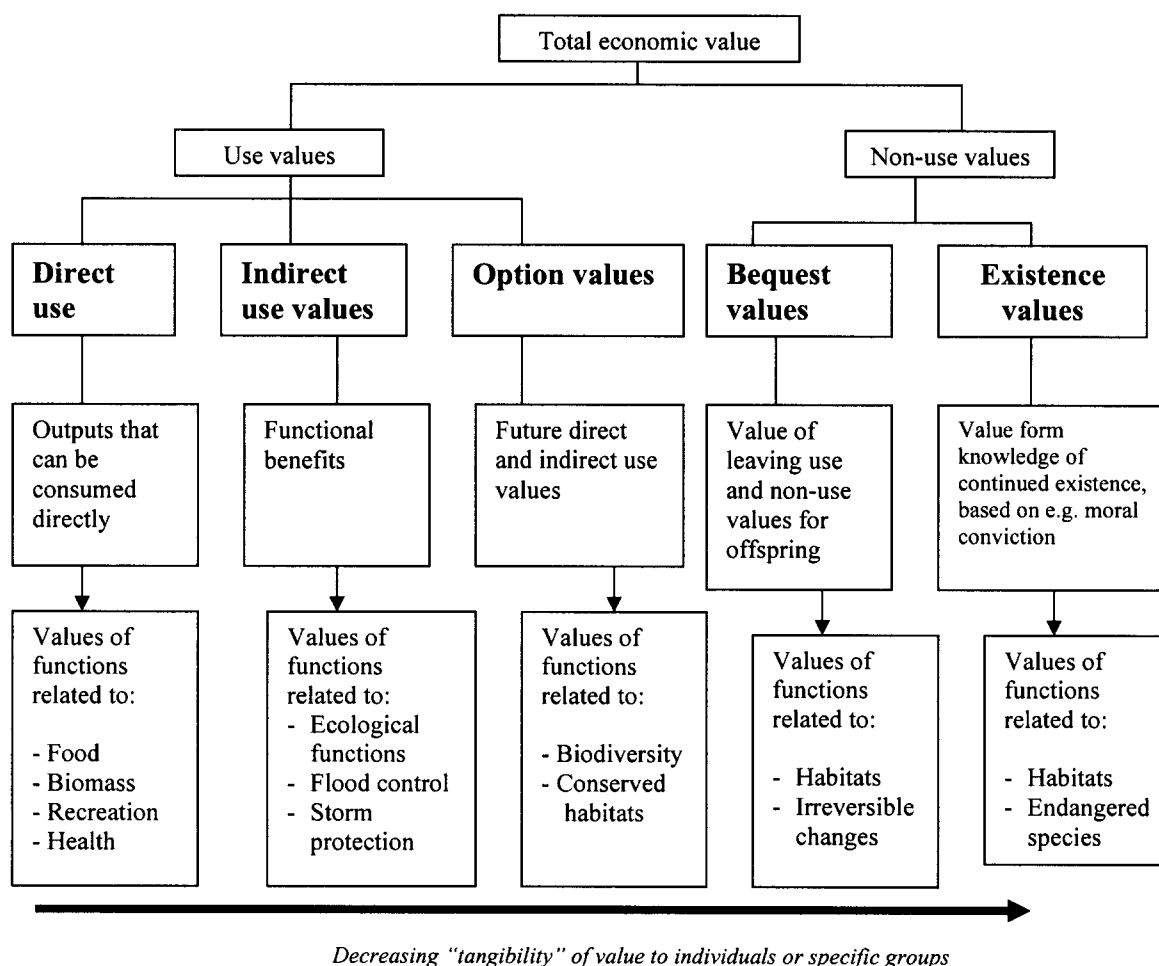 Total economic value
Use values
Non-use values
Direct
use
Indirect
use values
Option values
Bequest
values
Existence
values
Outputs that
can be
consumed
directly
Functional
benefits
Future direct
and indirect use
values
Value of
leaving use
and non-use
values for
offspring
Value form
knowledge of
continued existence,
based on e.g. moral
conviction
Values of
functions
related to:
- Food
- Biomass
- Recreation
- Health
Values of
functions
related to:
- Ecological
functions
- Flood control
- Storm
protection
Values of
functions
related to:
- Biodiversity
- Conserved
habitats
Values of
functions
related to:
- Habitats
- Irreversible
changes
Values of
functions
related to:
- Habitats
- Endangered
species
Decreasing "tangibility" of value to individuals or specific groups